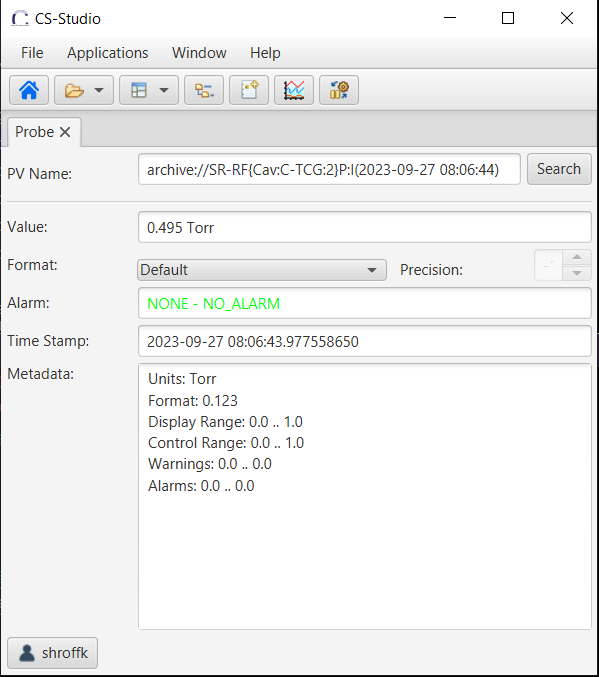 CS-Studio
File Applications Window Help
Probe
PV Name: archive://SR-RF{Cav:C-TCG:2}P:I(2023-09-27 08:06:44) Search
Value: 0.495 Torr
Format: Default Precision: -
Alarm: NONE - NO_ALARM
Time Stamp: 2023-09-27 08:06:43.977558650
Metadata: Units: Torr
Format: 0.123
Display Range: 0.0 .. 1.0
Control Range: 0.0 .. 1.0
Warnings: 0.0 .. 0.0
Alarms: 0.0 .. 0.0
shroffk